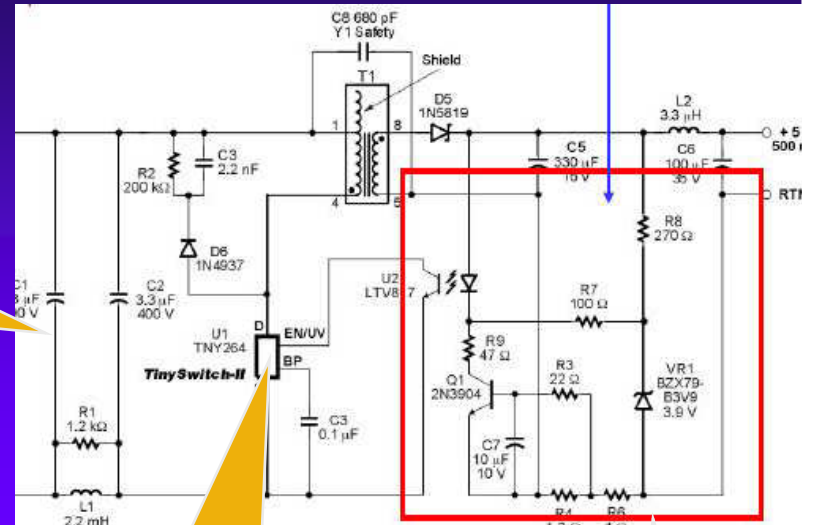 C8 680 pF
Y1 Safety
Shield
T1
1
8
4
D5
1N5819
L2
3.3 μH
+ 5
500
C5
330 μF
C6
100 μF
35 V
RTN
R2
200 kΩ
C3
2.2 nF
D6
1N4937
R8
270 Ω
U2
R7
100 Ω
C2
3.3 μF
400 V
U1
TNY264
D
EN/UV
BP
TinySwitch-II
R9
47 Ω
Q1
2N3904
R3
22 Ω
VR1
BZX79-
B3V9
3.9 V
R1
1.2 kΩ
C3
0.1 μF
C7
10 μF
10 V
L1
2.2 mH
R6